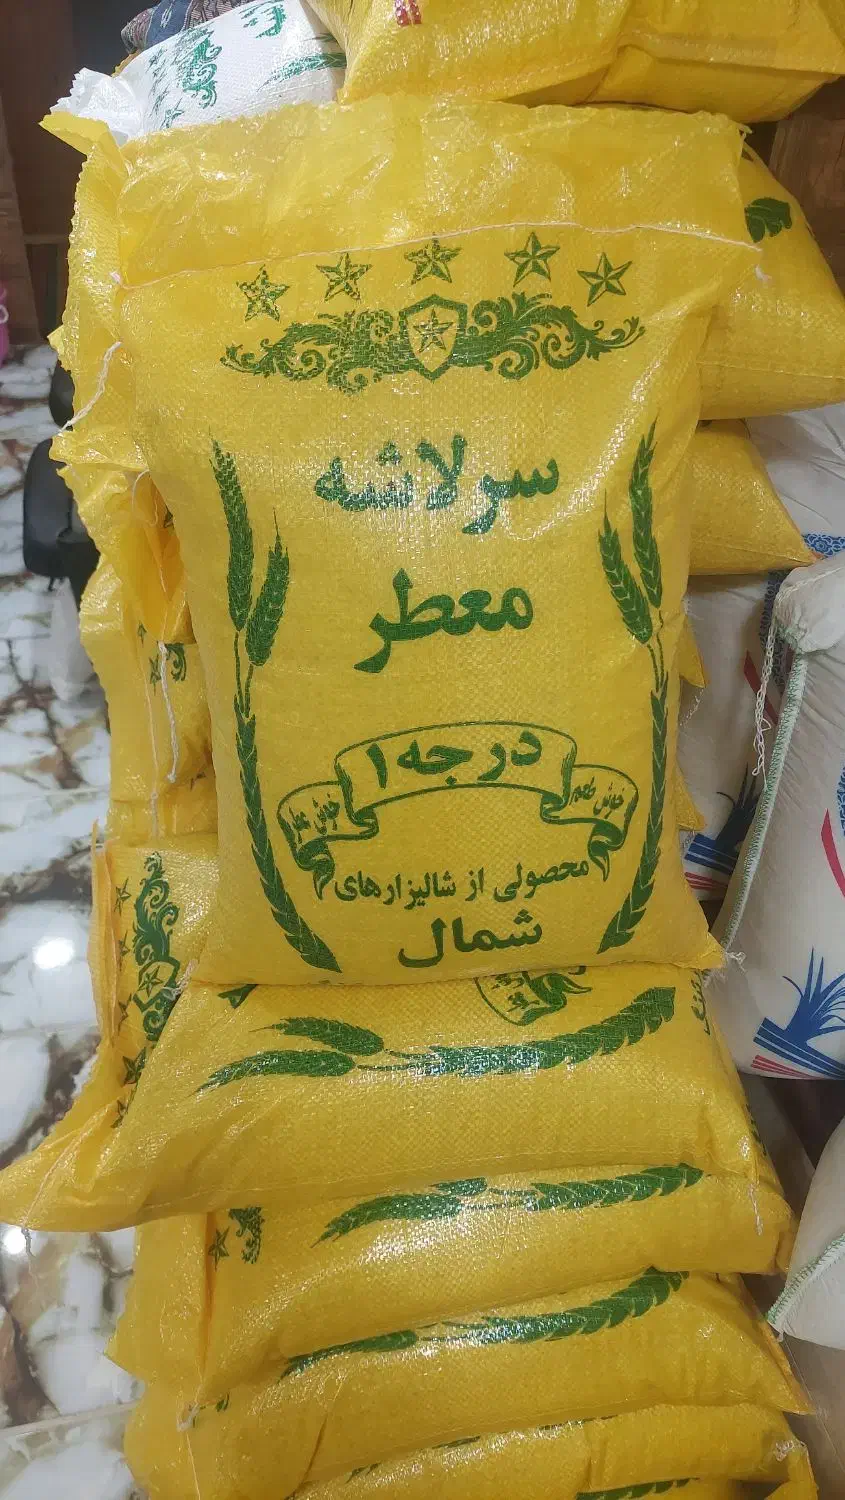 سرلاشه
معطر
درجه ۱
خوش طعم
خوش عطر
محصولی از شالیزارهای
شمال